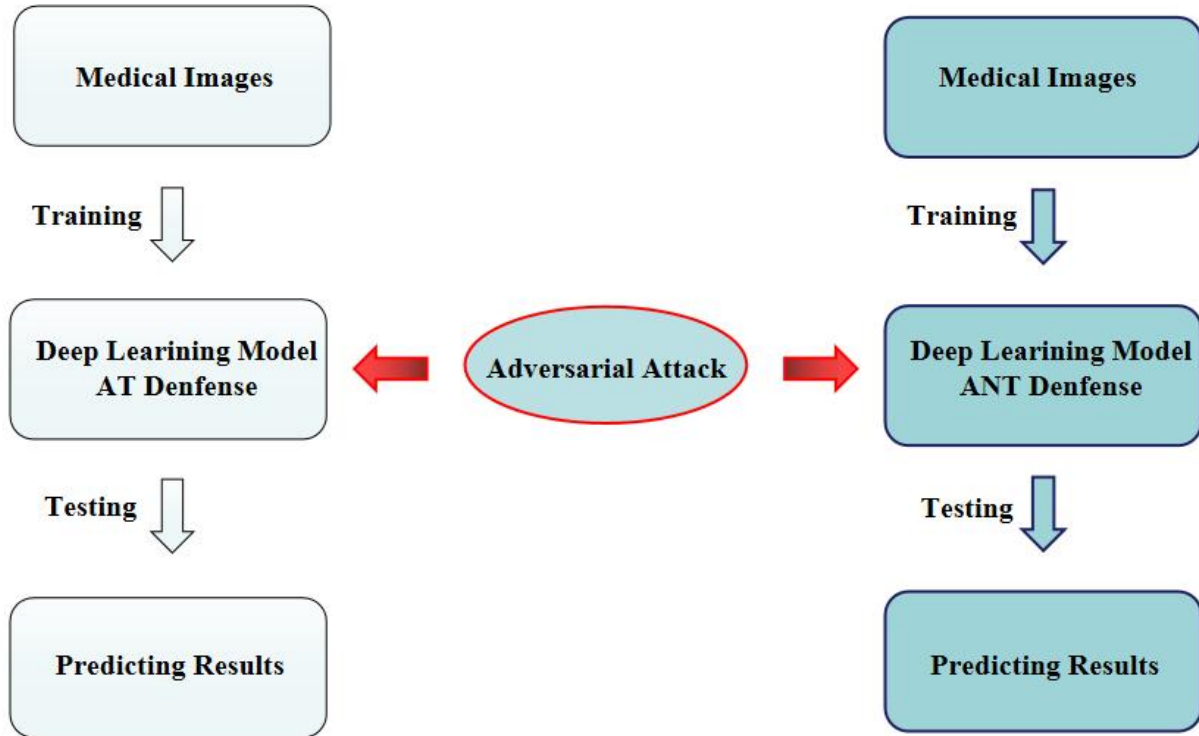 Medical Images
Medical Images
Training
Training
Deep Learining Model
AT Denfense
Adversarial Attack
Deep Learining Model
ANT Denfense
Testing
Testing
Predicting Results
Predicting Results